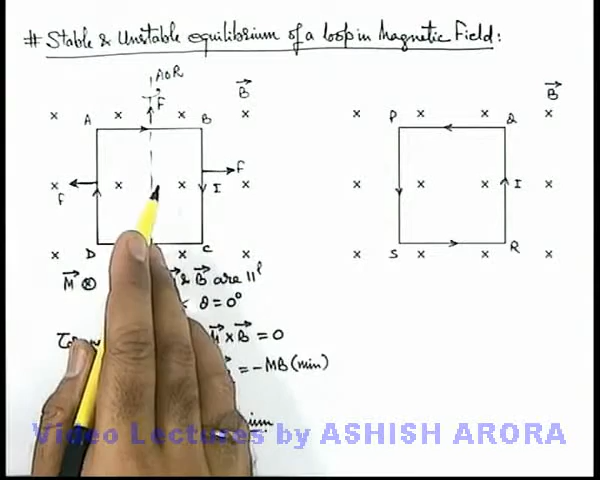 # Stable & Unstable equilibrium of a loop in Magnetic Field:
AOR
F
B
B
A
B
P
Q
F
F
I
I
D
C
S
R
M ⊗
& B are ||l
θ = 0°
M × B = 0
= -MB (min)
Video Lectures by ASHISH ARORA